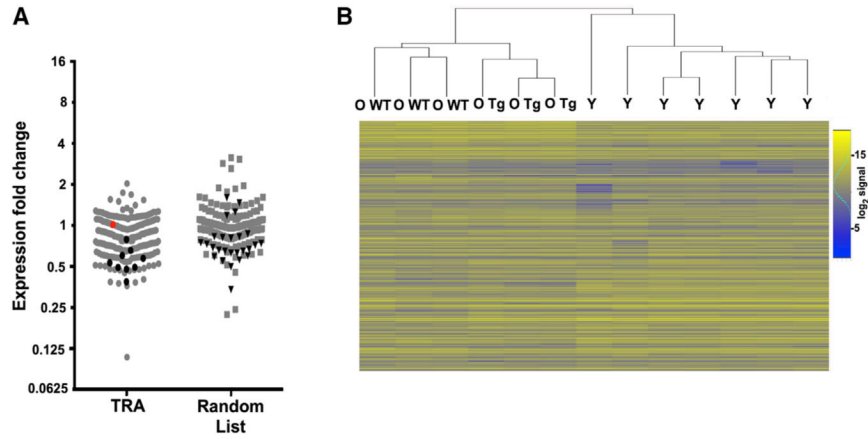 A
Expression fold change
16
8
4
2
1
0.5
0.25
0.125
0.0625
TRA
Random
List
B
O WT O WT O WT O Tg O Tg O Tg Y Y Y Y Y Y Y
15
5
log2 signal